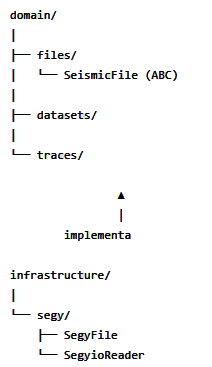 domain/
│
├── files/
│   └── SeismicFile (ABC)
│
├── datasets/
│
└── traces/
▲
│
implementa
infrastructure/
│
└── segy/
    ├── SegyFile
    └── SegyioReader